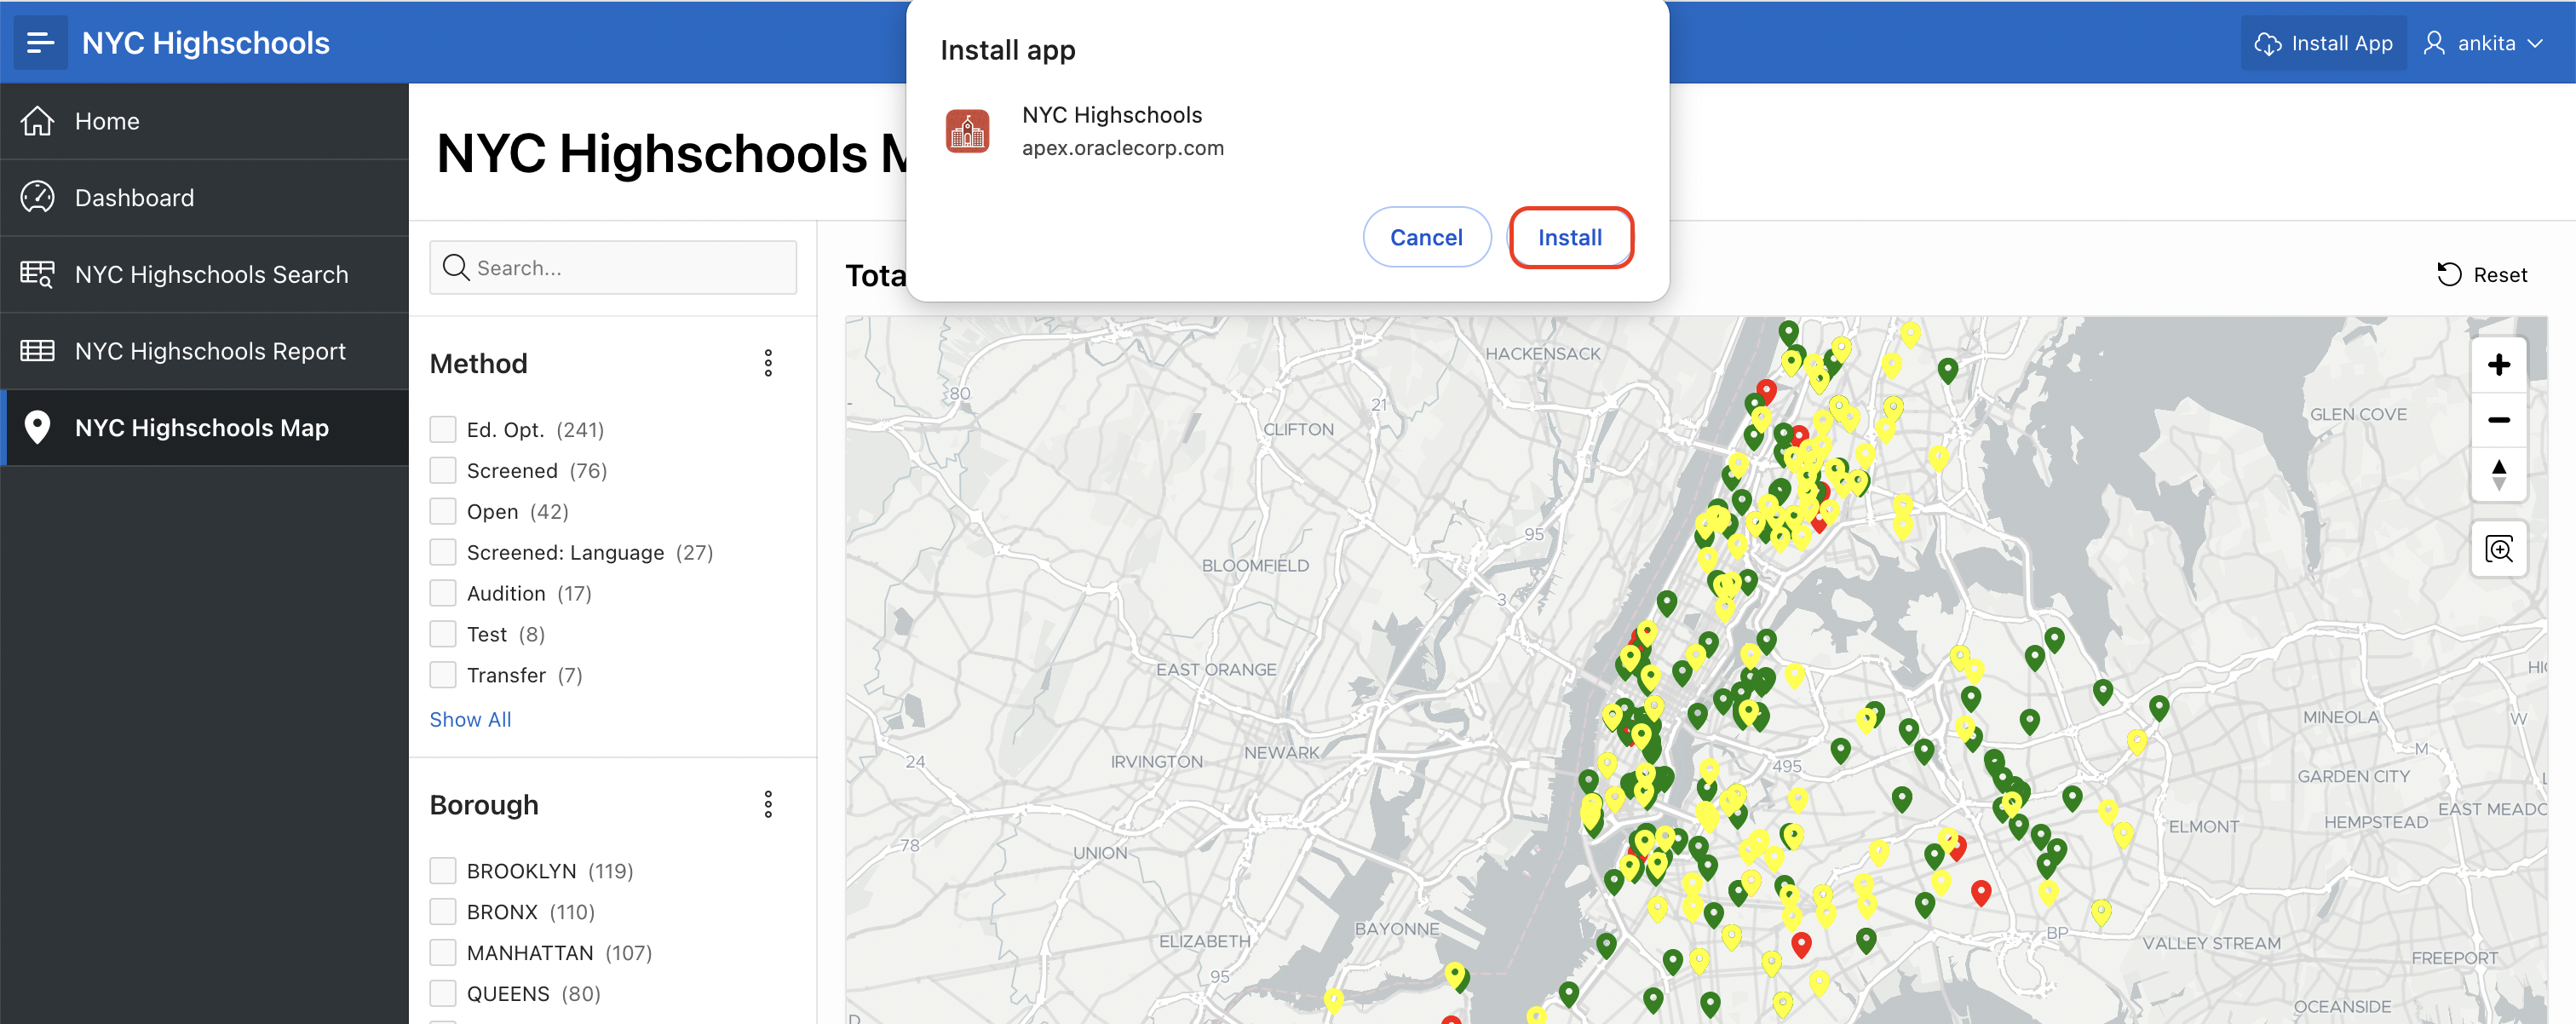 NYC Highschools
Install App
ankita
Install app
NYC Highschools
apex.oraclecorp.com
Cancel
Install
Home
Dashboard
NYC Highschools Search
NYC Highschools Report
NYC Highschools Map
NYC Highschools
Search...
Reset
Method
Ed. Opt. (241)
Screened (76)
Open (42)
Screened: Language (27)
Audition (17)
Test (8)
Transfer (7)
Show All
Borough
BROOKLYN (119)
BRONX (110)
MANHATTAN (107)
QUEENS (80)
HACKENSACK
80
21
CLIFTON
GLEN COVE
95
BLOOMFIELD
3
EAST ORANGE
MINEOLA
W
M
NEWARK
IRVINGTON
24
495
GARDEN CITY
EAST MEADO
HEMPSTEAD
ELMONT
78
UNION
BAYONNE
BP
ELIZABETH
VALLEY STREAM
FREEPORT
95
OCEANSIDE